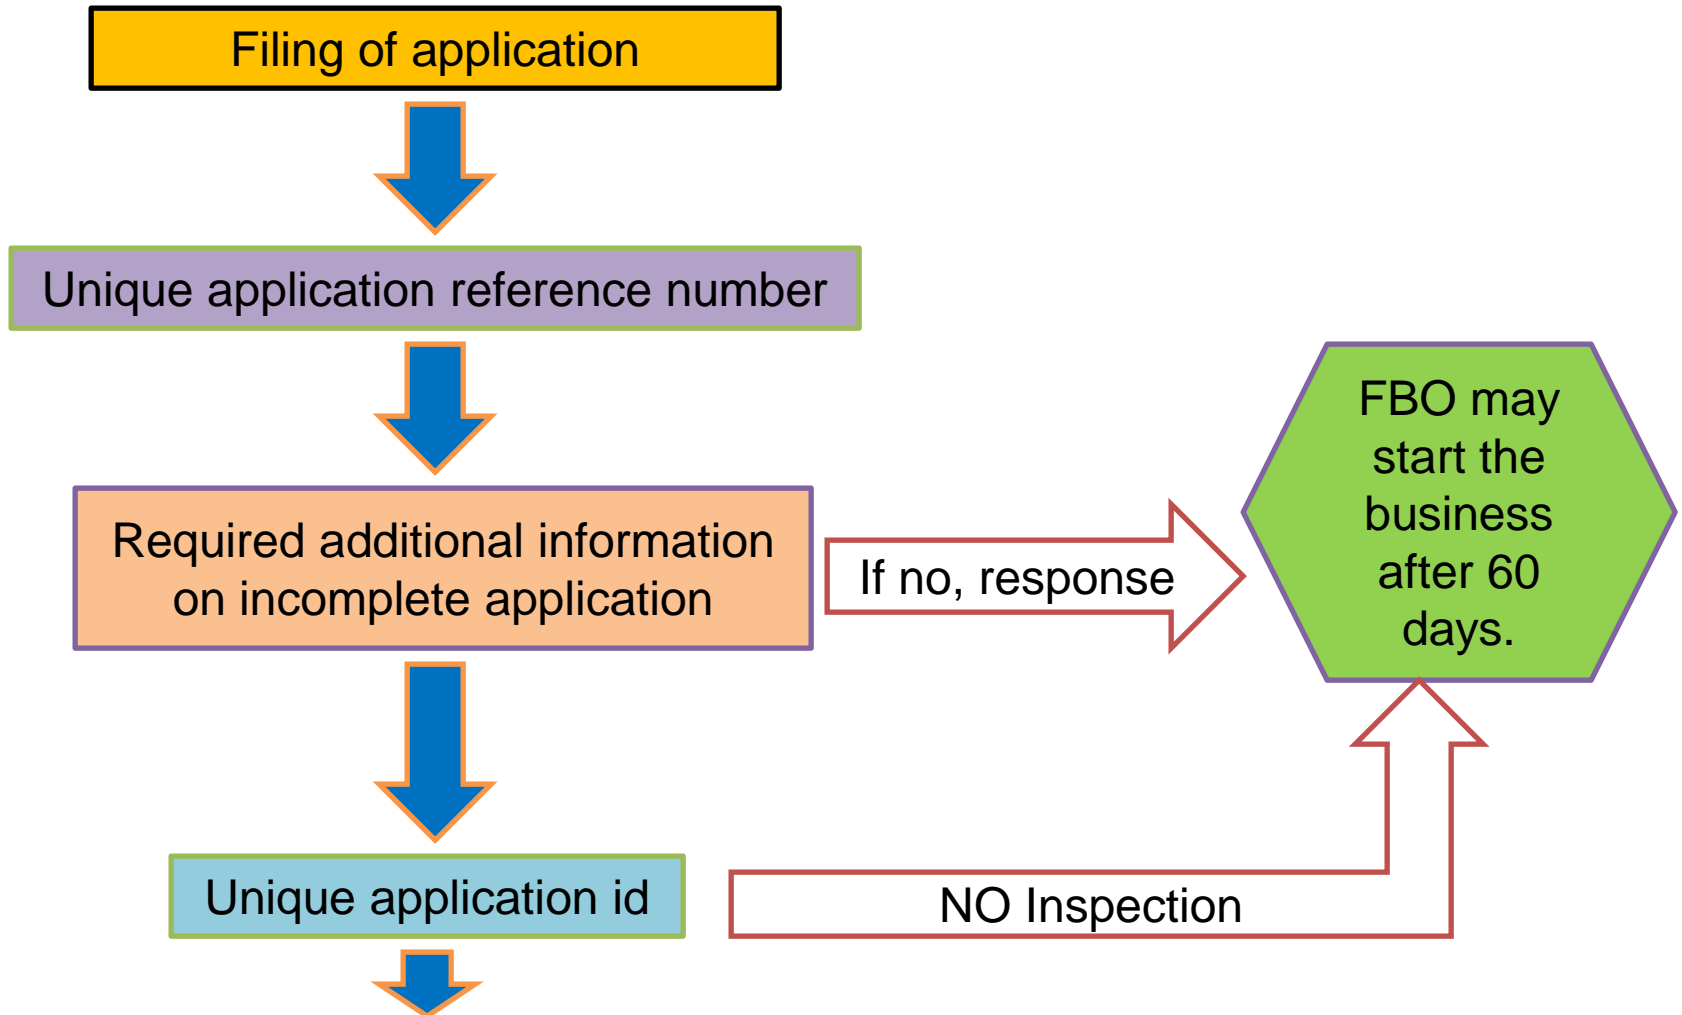 Filing of application
Unique application reference number
Required additional information
on incomplete application
If no, response
FBO may
start the
business
after 60
days.
Unique application id
NO Inspection